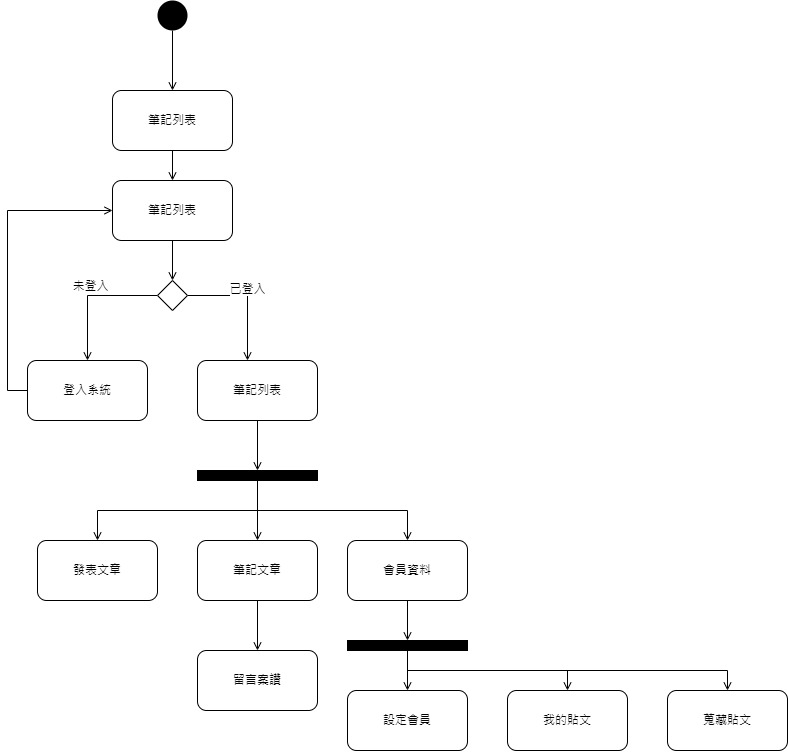 筆記列表
筆記列表
未登入
已登入
登入系統
筆記列表
發表文章
筆記文章
會員資料
留言案讚
設定會員
我的貼文
蒐藏貼文